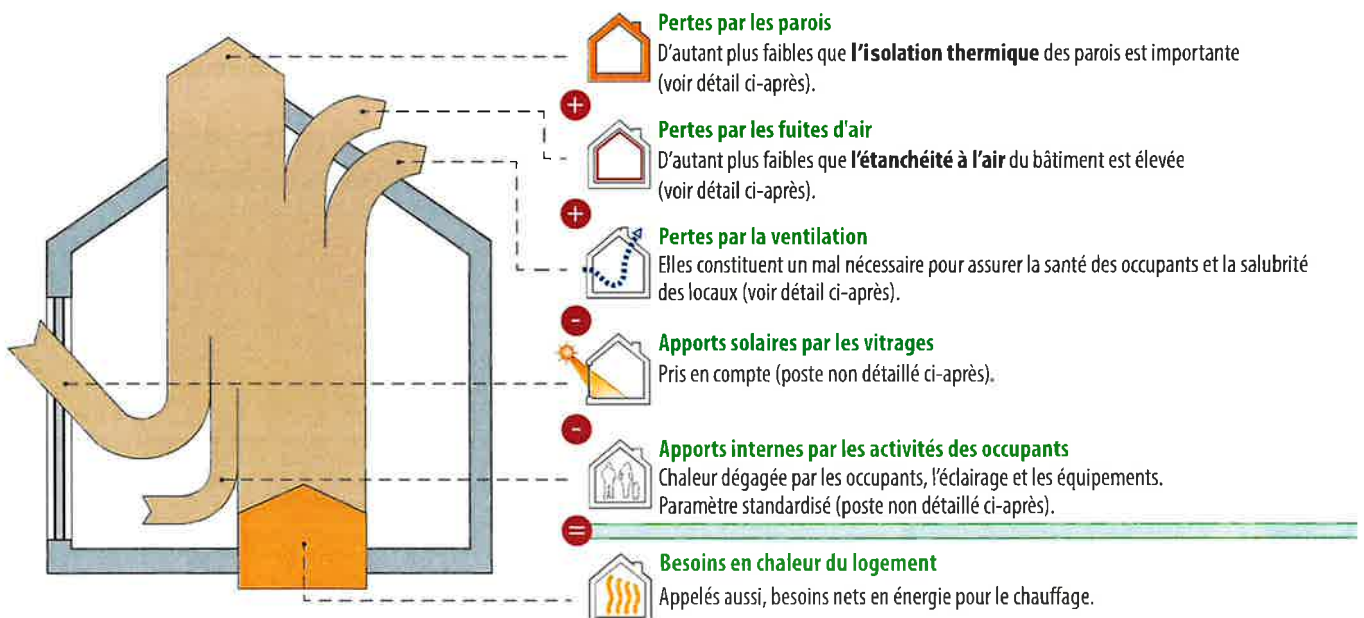 Pertes par les parois
D'autant plus faibles que l'isolation thermique des parois est importante
(voir détail ci-après).
+
Pertes par les fuites d'air
D'autant plus faibles que l'étanchéité à l'air du bâtiment est élevée
(voir détail ci-après).
+
Pertes par la ventilation
Elles constituent un mal nécessaire pour assurer la santé des occupants et la salubrité
des locaux (voir détail ci-après).
-
Apports solaires par les vitrages
Pris en compte (poste non détaillé ci-après).
-
Apports internes par les activités des occupants
Chaleur dégagée par les occupants, l'éclairage et les équipements.
Paramètre standardisé (poste non détaillé ci-après).
=
Besoins en chaleur du logement
Appelés aussi, besoins nets en énergie pour le chauffage.